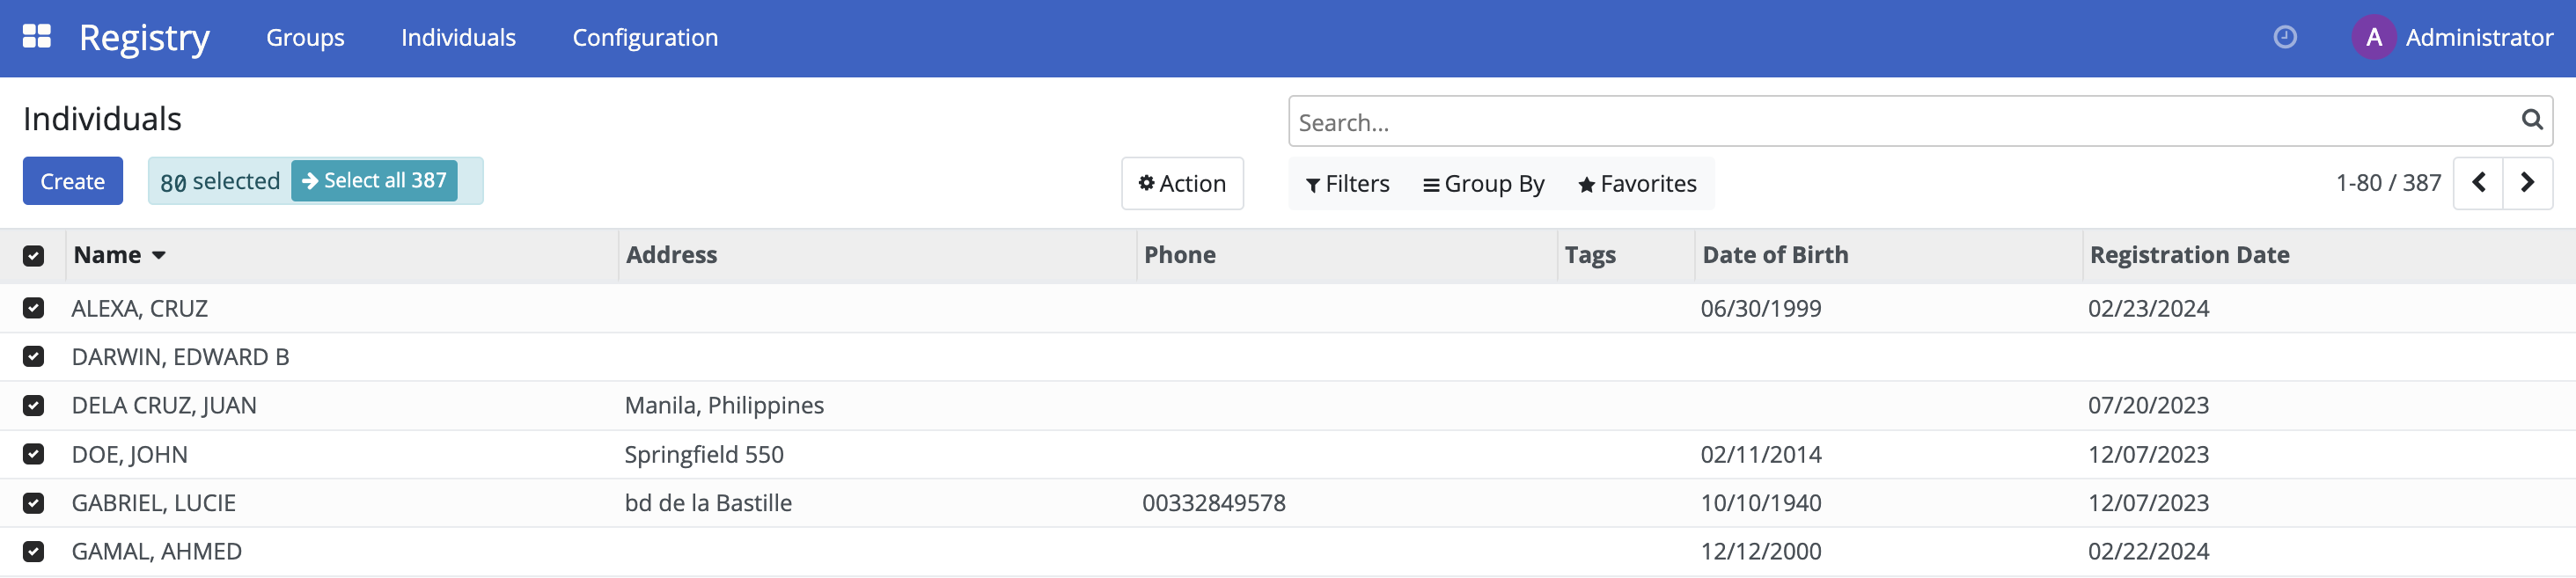 Registry Groups Individuals Configuration A Administrator
Individuals Search...
Create 80 selected Select all 387 Action Filters Group By Favorites 1-80 / 387
Name Address Phone Tags Date of Birth Registration Date
ALEXA, CRUZ 06/30/1999 02/23/2024
DARWIN, EDWARD B
DELA CRUZ, JUAN Manila, Philippines 07/20/2023
DOE, JOHN Springfield 550 02/11/2014 12/07/2023
GABRIEL, LUCIE bd de la Bastille 00332849578 10/10/1940 12/07/2023
GAMAL, AHMED 12/12/2000 02/22/2024